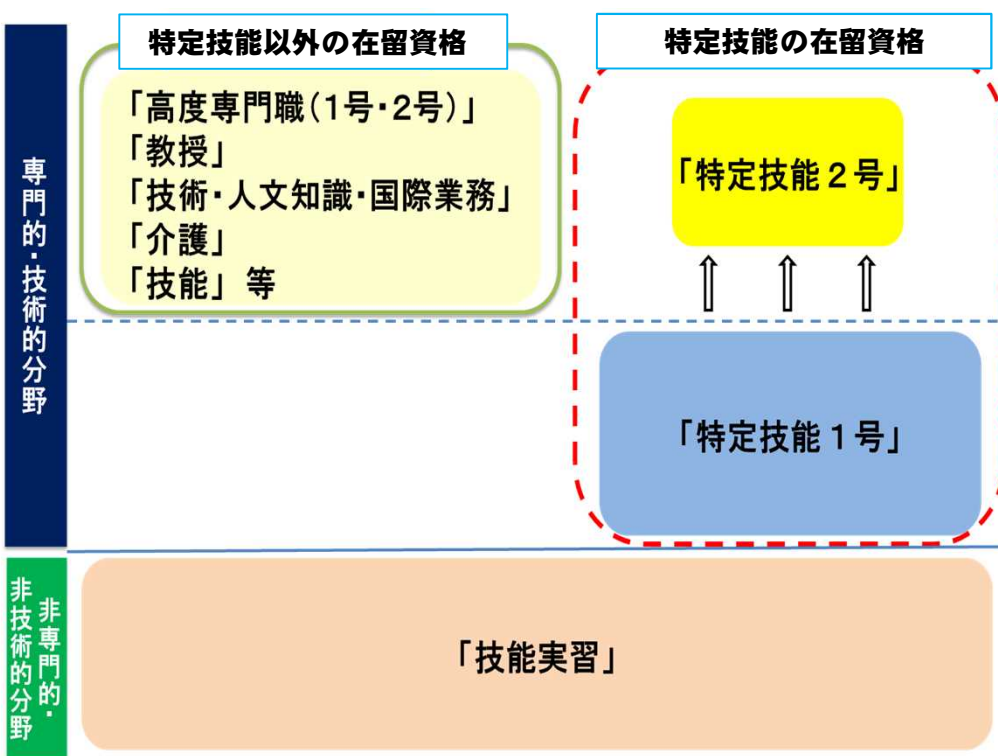 特定技能以外の在留資格
特定技能の在留資格
専門的・技術的分野
「高度専門職(1号・2号)」
「教授」
「技術・人文知識・国際業務」
「介護」
「技能」等
「特定技能２号」
「特定技能１号」
非専門的・
非技術的分野
「技能実習」